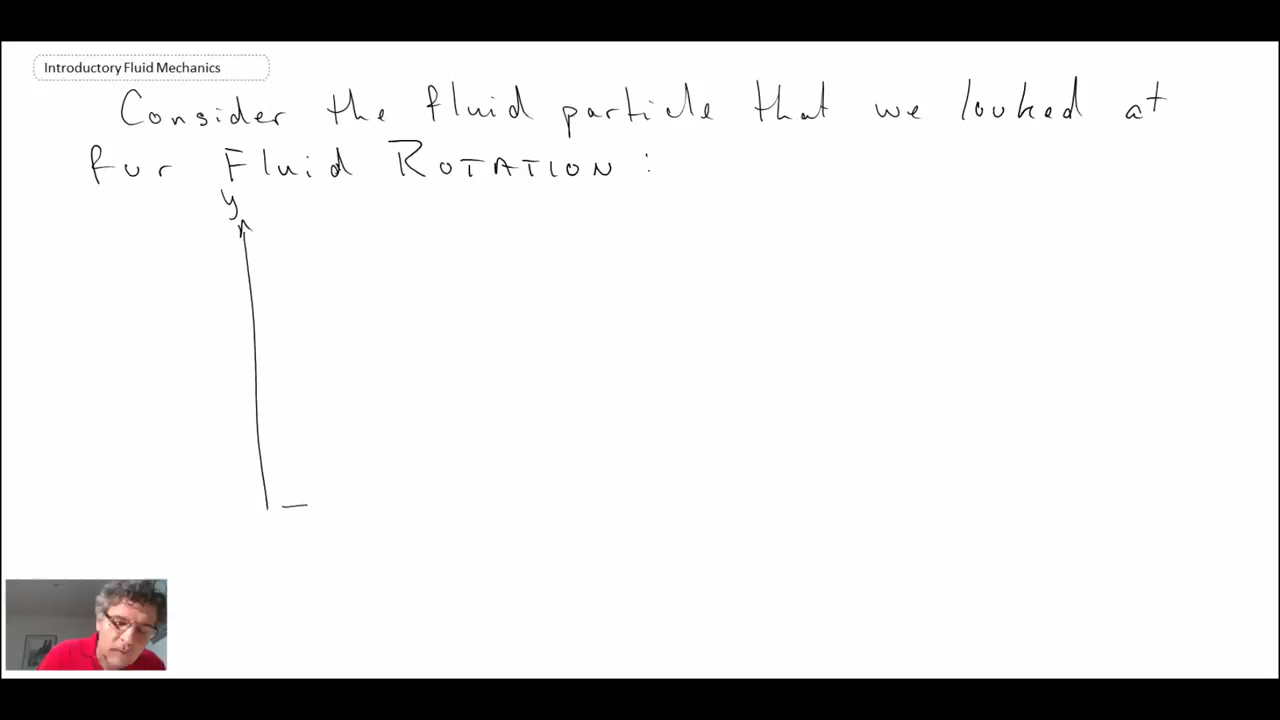 Introductory Fluid Mechanics
Consider the fluid particle that we looked at
for Fluid ROTATION :
y